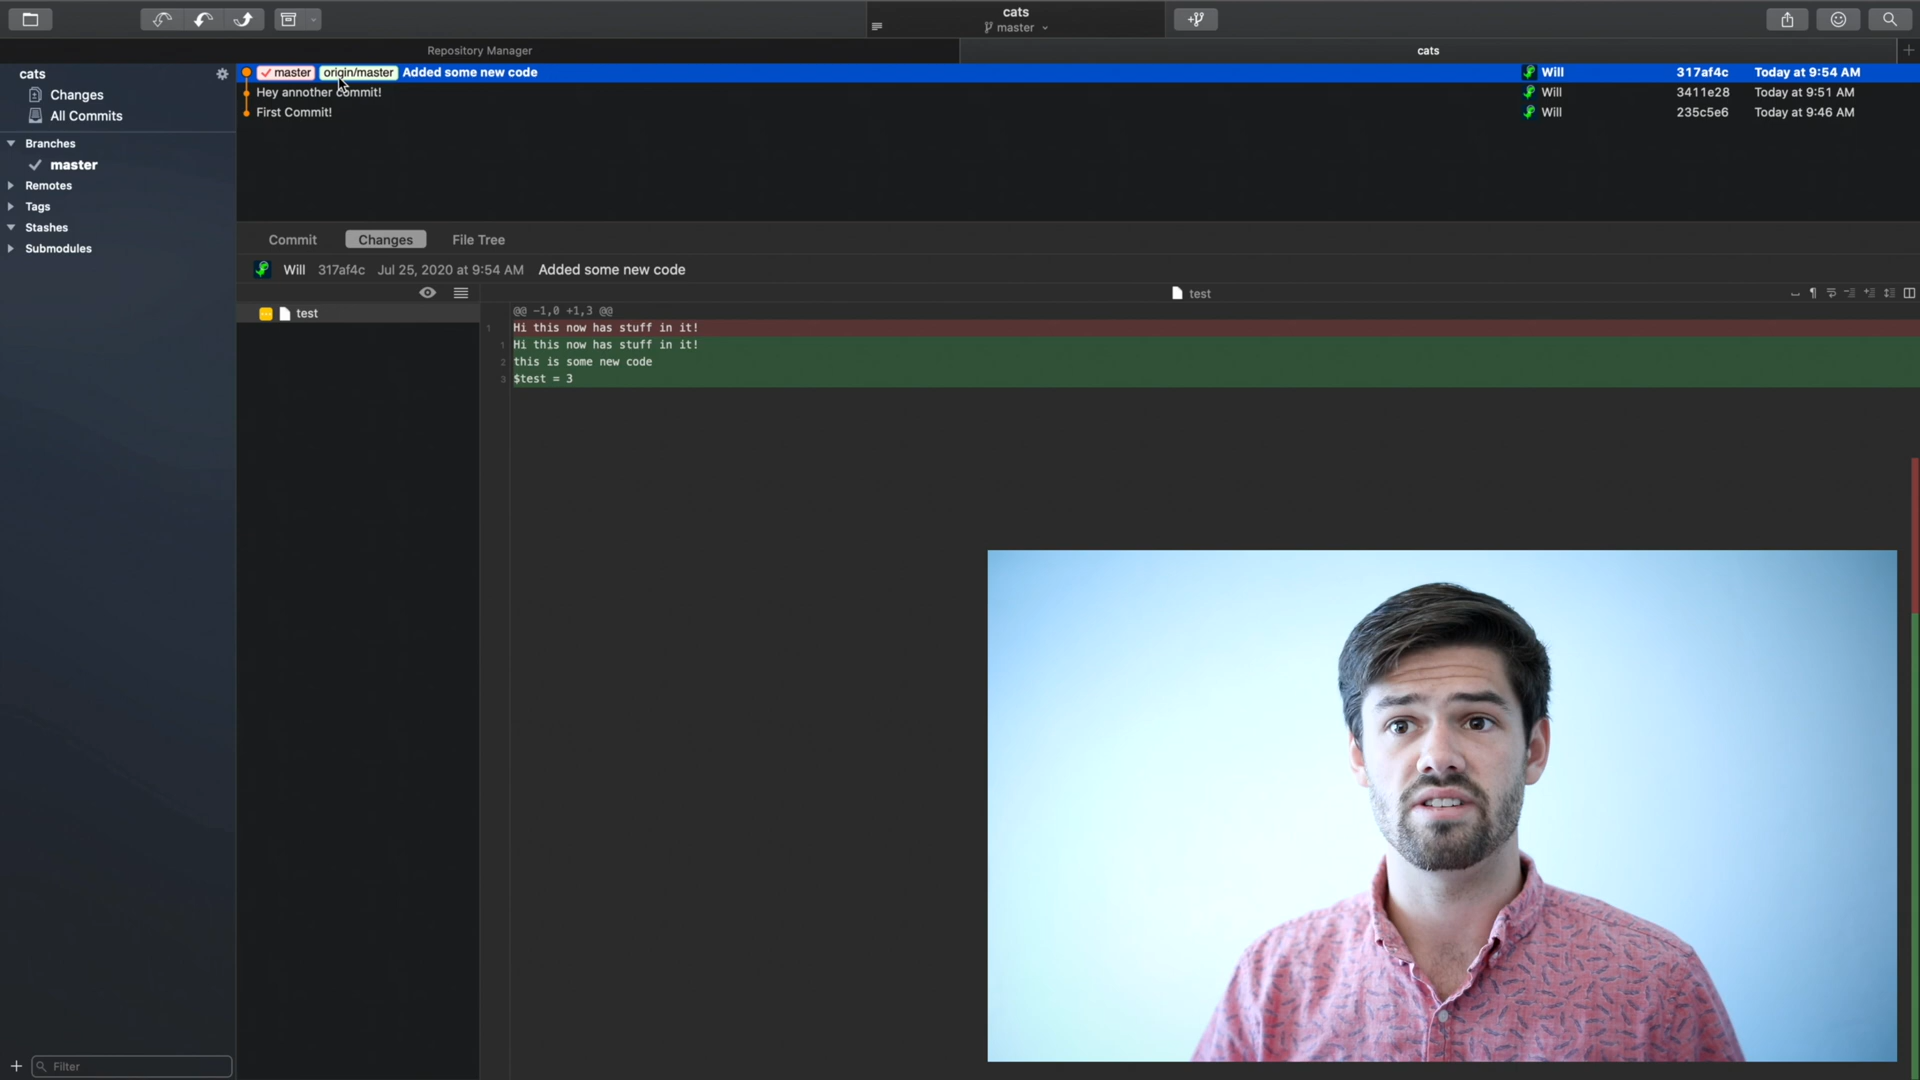 cats
master
Repository Manager
cats
cats
Changes
All Commits
Branches
master
Remotes
Tags
Stashes
Submodules
master origin/master Added some new code Will 317af4c Today at 9:54 AM
Hey annother commit! Will 3411e28 Today at 9:51 AM
First Commit! Will 235c5e6 Today at 9:46 AM
Commit Changes File Tree
Will 317af4c Jul 25, 2020 at 9:54 AM Added some new code
test
test
@@ -1,0 +1,3 @@
1 Hi this now has stuff in it!
1 Hi this now has stuff in it!
2 this is some new code
3 $test = 3
Filter